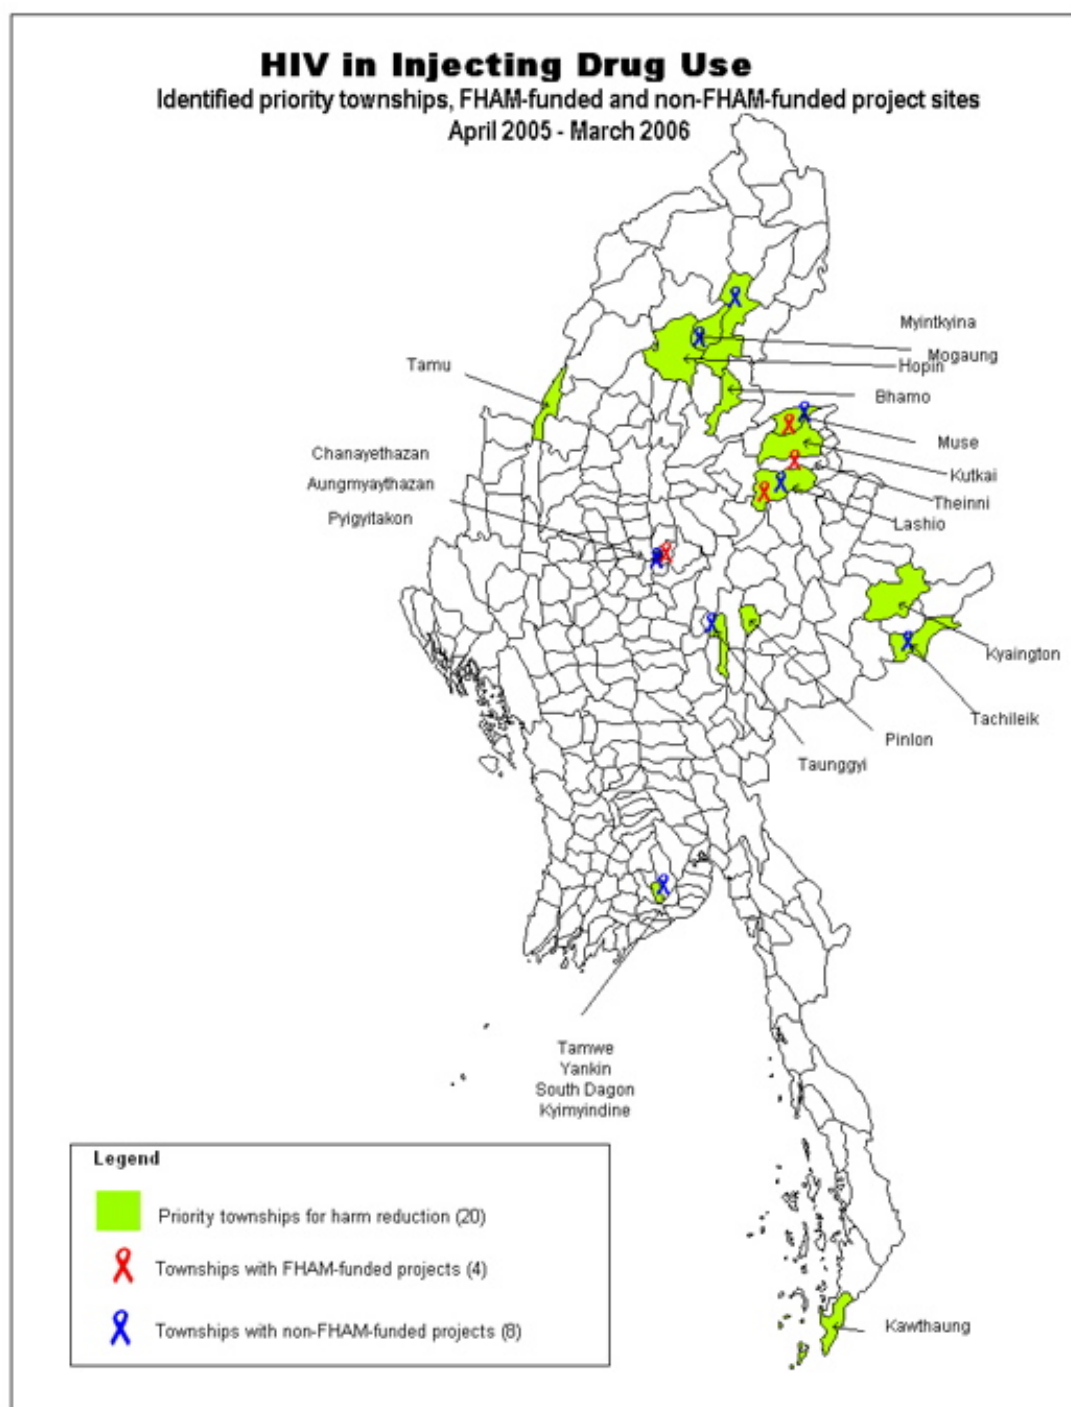 HIV in Injecting Drug Use
Identified priority townships, FHAM-funded and non-FHAM-funded project sites
April 2005 - March 2006
Myintkyina
Mogaung
Hopin
Tamu
Bhamo
Muse
Chanayethazan
Kutkai
Aungmyaythazan
Theinni
Pyigyitakon
Lashio
Kyaington
Tachileik
Pinlon
Taunggyi
Tamwe
Yankin
South Dagon
Kyimyindine
Legend
Priority townships for harm reduction (20)
Townships with FHAM-funded projects (4)
Townships with non-FHAM-funded projects (8)
Kawthaung